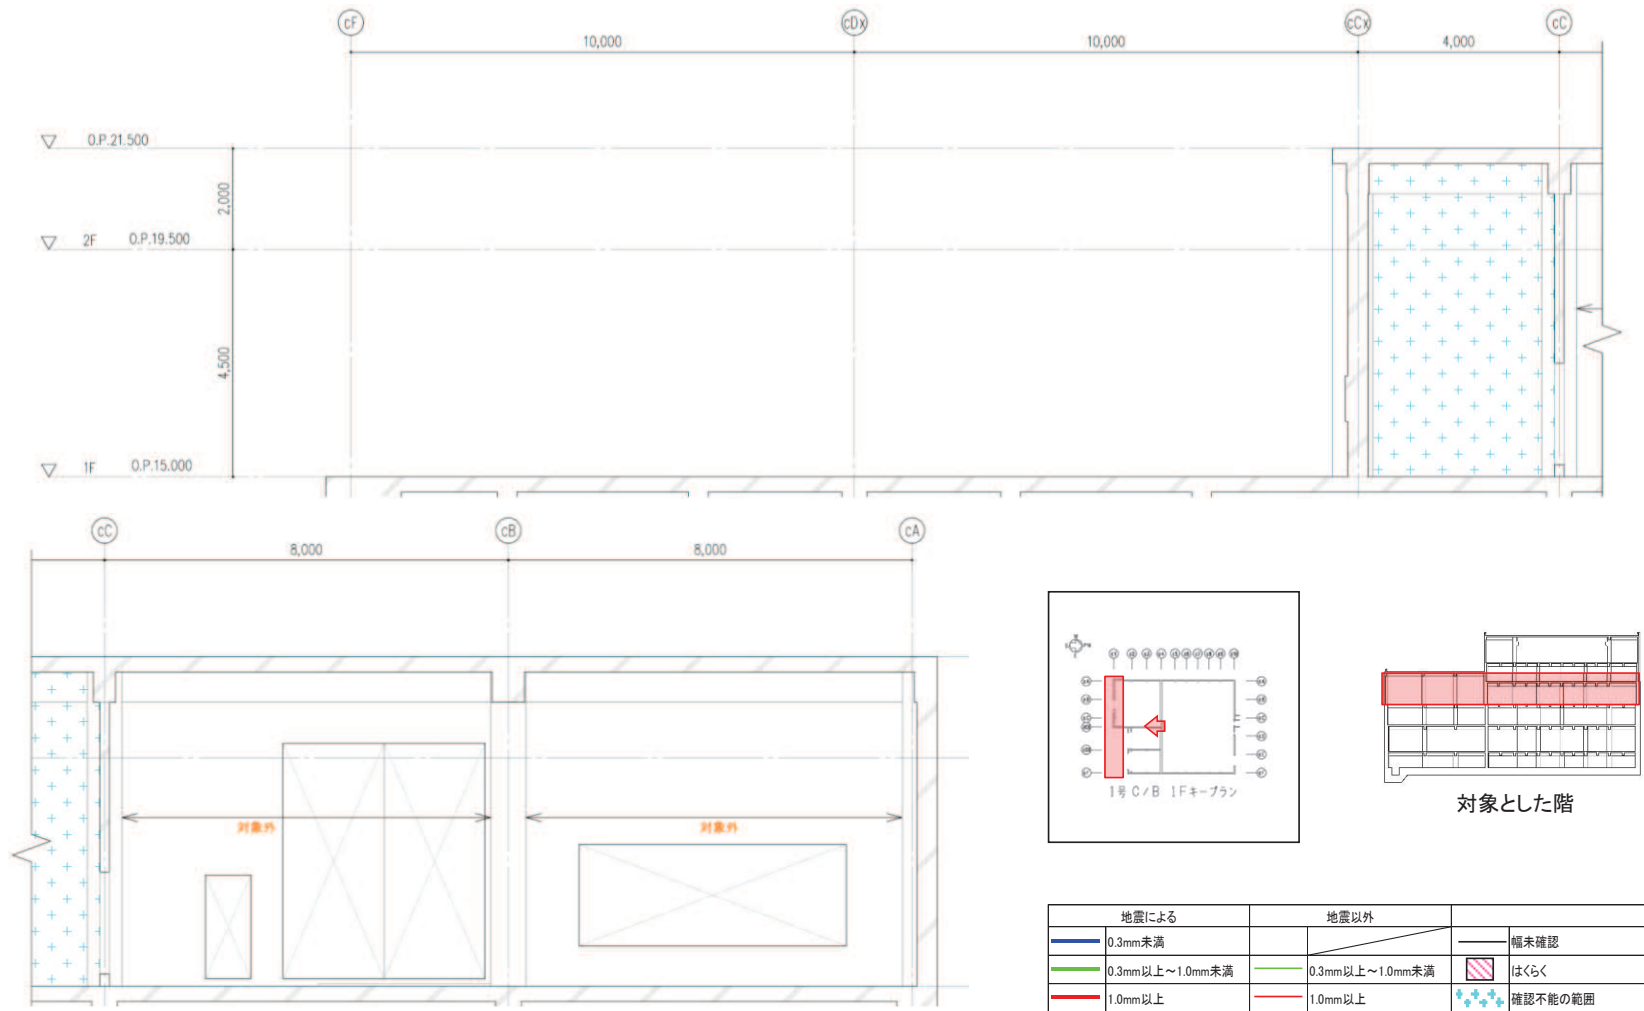 cF
cDx
cCx
cC
10,000
10,000
4,000
O.P.21.500
2,000
2F O.P.19.500
4,500
1F O.P.15.000
cC
cB
cA
8,000
8,000
対象外
対象外
1号 C/B 1Fキープラン
対象とした階
地震による
地震以外
0.3mm未満
幅未確認
0.3mm以上～1.0mm未満
0.3mm以上～1.0mm未満
はくらく
1.0mm以上
1.0mm以上
確認不能の範囲